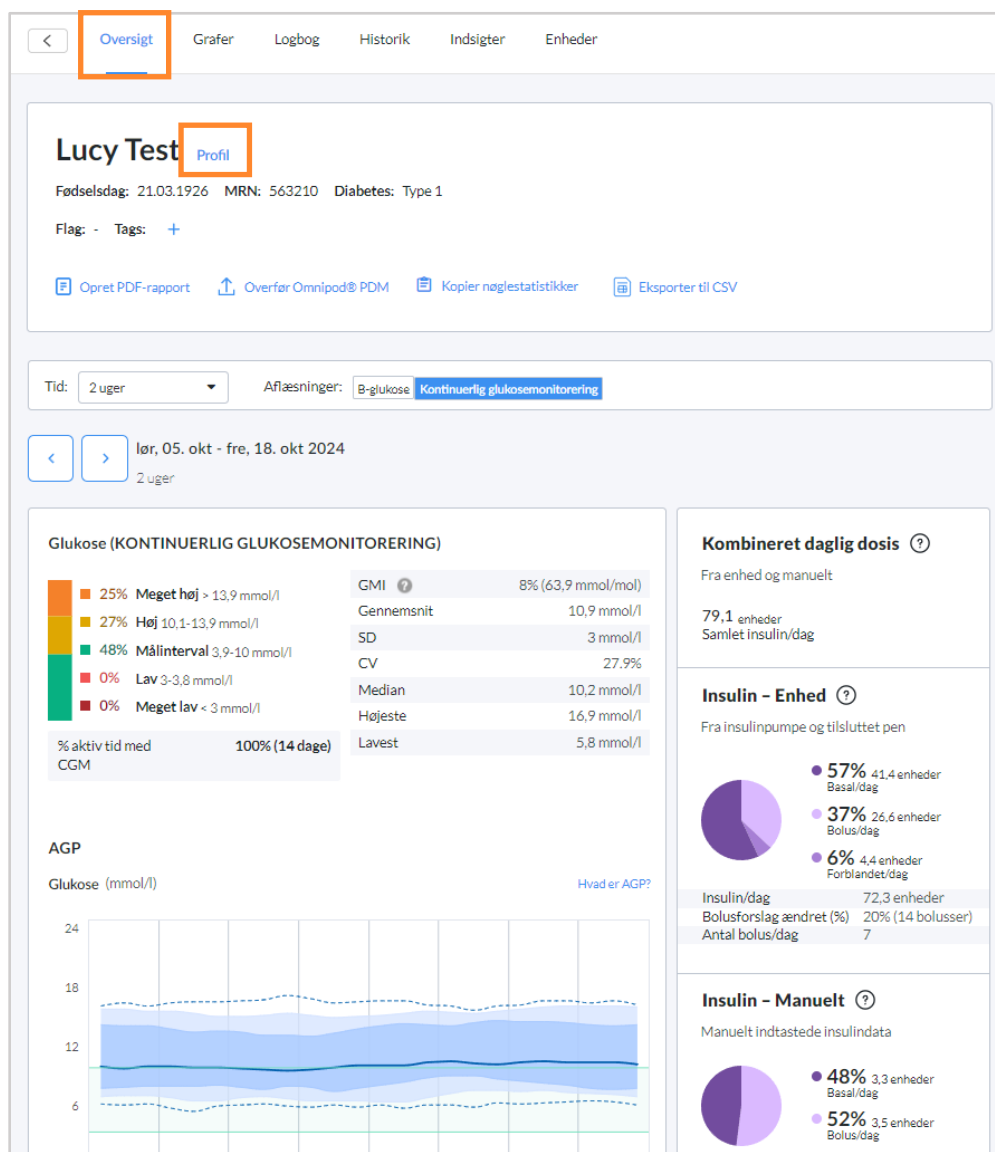 Oversigt Grafer Logbog Historik Indsigter Enheder
Lucy Test Profil
Fødselsdag: 21.03.1926 MRN: 563210 Diabetes: Type 1
Flag: - Tags: +
Opret PDF-rapport Overfør Omnipod® PDM Kopier nøglestatistikker Eksporter til CSV
Tid: 2 uger Aflæsninger: B-glukose Kontinuerlig glukosemonitorering
lør, 05. okt - fre, 18. okt 2024
2 uger
Glukose (KONTINUERLIG GLUKOSEMONITORERING)
25% Meget høj > 13,9 mmol/l
27% Høj 10,1-13,9 mmol/l
48% Målinterval 3,9-10 mmol/l
0% Lav 3-3,8 mmol/l
0% Meget lav < 3 mmol/l
% aktiv tid med 100% (14 dage)
CGM
GMI ? 8% (63,9 mmol/mol)
Gennemsnit 10,9 mmol/l
SD 3 mmol/l
CV 27.9%
Median 10,2 mmol/l
Højeste 16,9 mmol/l
Lavest 5,8 mmol/l
AGP
Glukose (mmol/l) Hvad er AGP?
24
18
12
6
Kombineret daglig dosis ?
Fra enhed og manuelt
79,1 enheder
Samlet insulin/dag
Insulin – Enhed ?
Fra insulinpumpe og tilsluttet pen
57% 41,4 enheder
Basal/dag
37% 26,6 enheder
Bolus/dag
6% 4,4 enheder
Forblandet/dag
Insulin/dag 72,3 enheder
Bolusforslag ændret (%) 20% (14 bolusser)
Antal bolus/dag 7
Insulin – Manuelt ?
Manuelt indtastede insulindata
48% 3,3 enheder
Basal/dag
52% 3,5 enheder
Bolus/dag